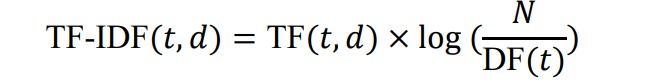 TF-IDF(t, d) = TF(t, d) × log (N/DF(t))